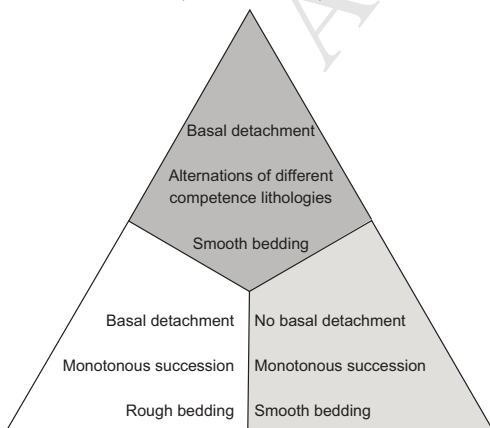 Basal detachment
Alternations of different
competence lithologies
Smooth bedding
Basal detachment
Monotonous succession
Rough bedding
No basal detachment
Monotonous succession
Smooth bedding